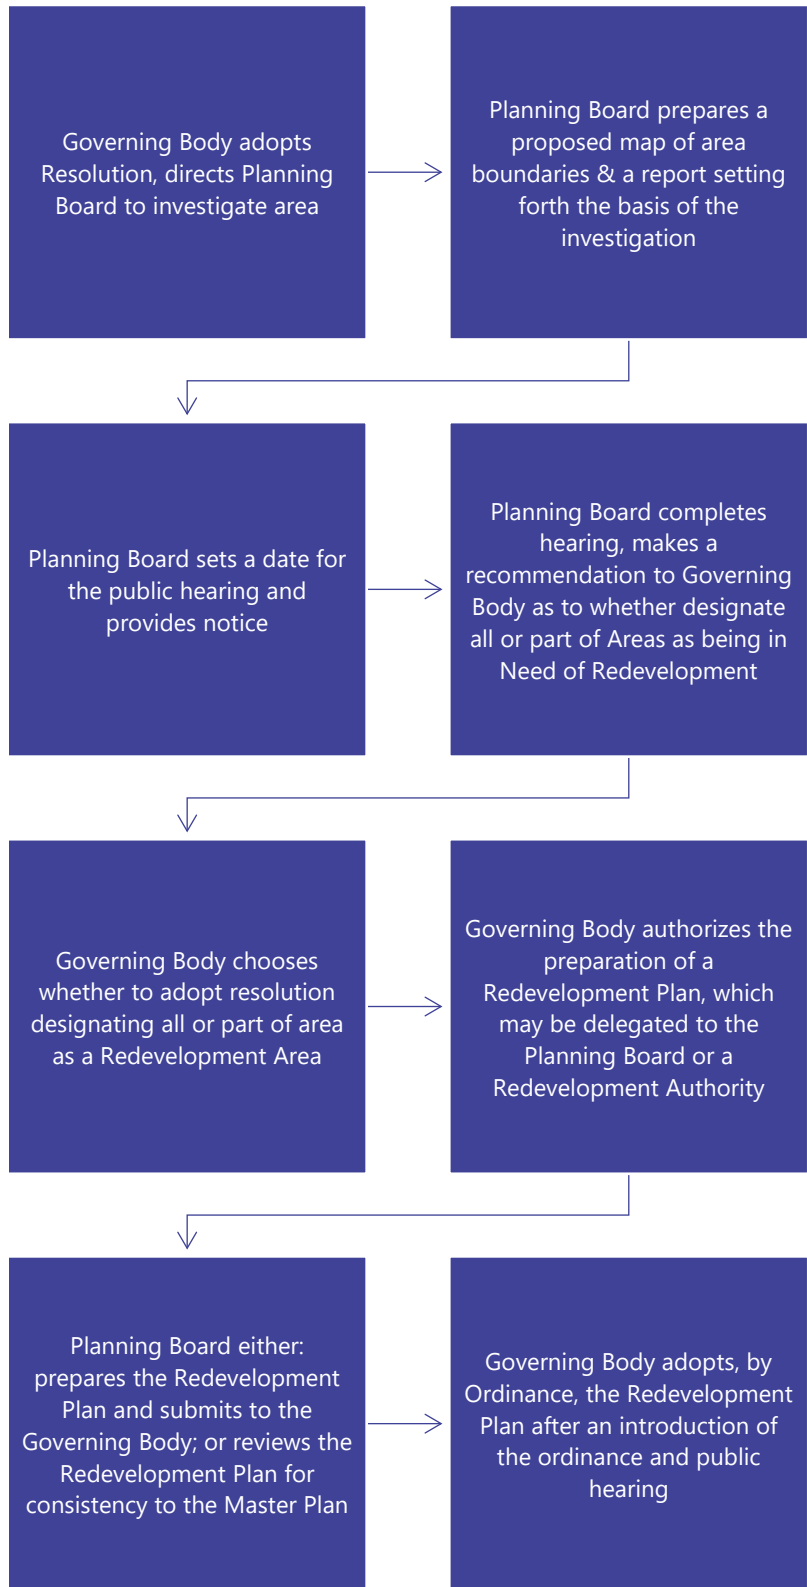 Governing Body adopts
Resolution, directs Planning
Board to investigate area
Planning Board prepares a
proposed map of area
boundaries & a report setting
forth the basis of the
investigation
Planning Board sets a date for
the public hearing and
provides notice
Planning Board completes
hearing, makes a
recommendation to Governing
Body as to whether designate
all or part of Areas as being in
Need of Redevelopment
Governing Body chooses
whether to adopt resolution
designating all or part of area
as a Redevelopment Area
Governing Body authorizes the
preparation of a
Redevelopment Plan, which
may be delegated to the
Planning Board or a
Redevelopment Authority
Planning Board either:
prepares the Redevelopment
Plan and submits to the
Governing Body; or reviews the
Redevelopment Plan for
consistency to the Master Plan
Governing Body adopts, by
Ordinance, the Redevelopment
Plan after an introduction of
the ordinance and public
hearing